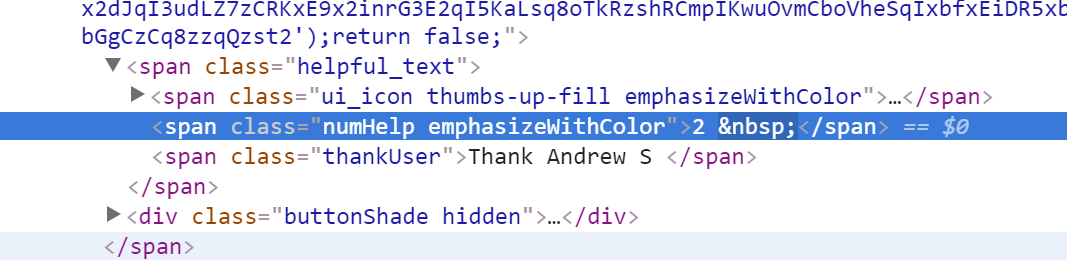 x2dJqI3udLZ7zCRKxE9x2inrG3E2qI5KaLsq8oTkRzshRCmpIKwuOvmCboVheSqIxbfxEiDR5xb
bGgCzCq8zzqQzst2');return false;">
▼<span class="helpful_text">
▶<span class="ui_icon thumbs-up-fill emphasizeWithColor">…</span>
<span class="numHelp emphasizeWithColor">2 &nbsp;</span> == $0
<span class="thankUser">Thank Andrew S </span>
</span>
▶<div class="buttonShade hidden">…</div>
</span>